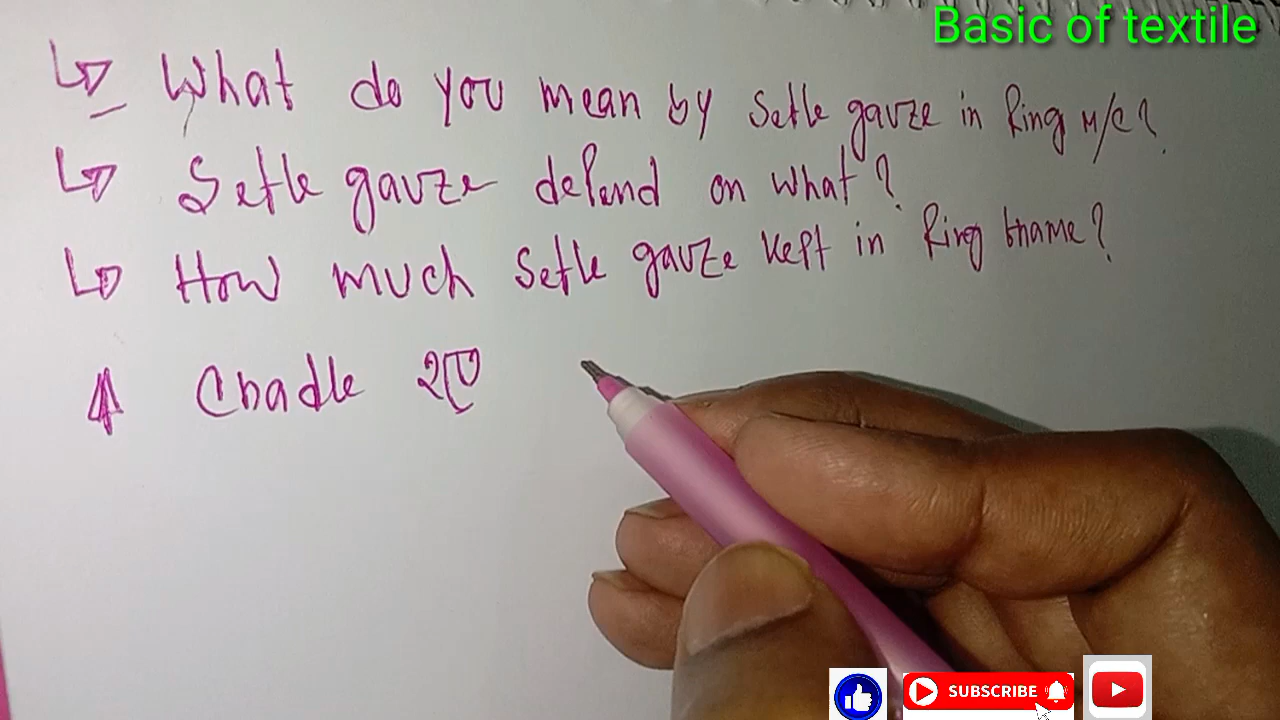 Basic of textile
What do you mean by Setle gauze in Ring M/C?
Setle gauze depend on what?
How much Setle gauze kept in Ring frame?
Cradle হতে
SUBSCRIBE